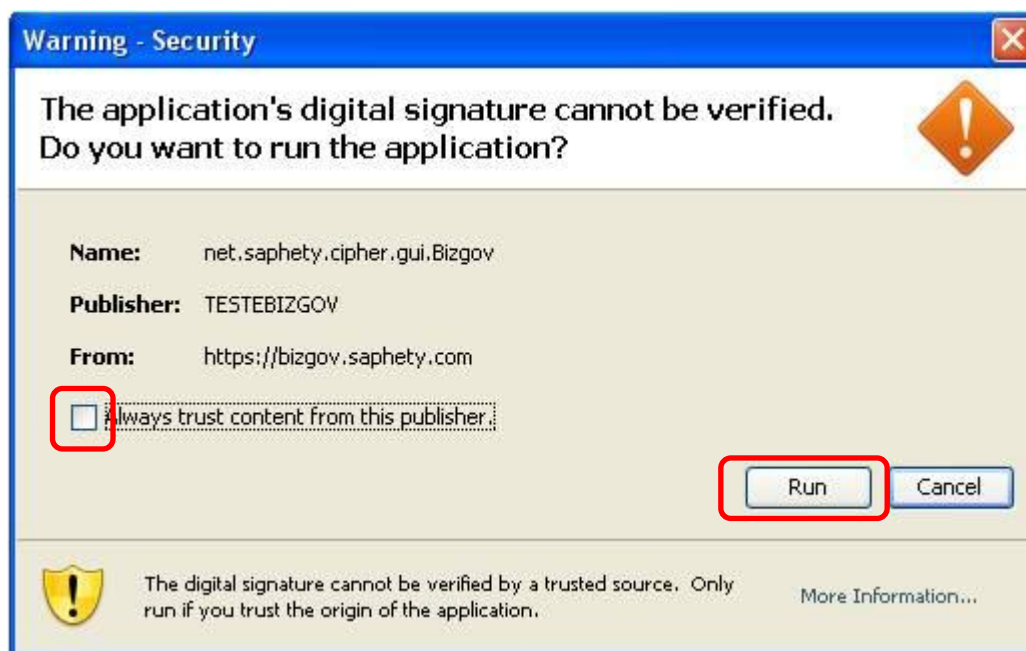 Warning - Security
The application's digital signature cannot be verified.
Do you want to run the application?
Name: net.saphety.cipher.gui.Bizgov
Publisher: TESTEBIZGOV
From: https://bizgov.saphety.com
Always trust content from this publisher.
Run Cancel
The digital signature cannot be verified by a trusted source. Only
run if you trust the origin of the application.
More Information...